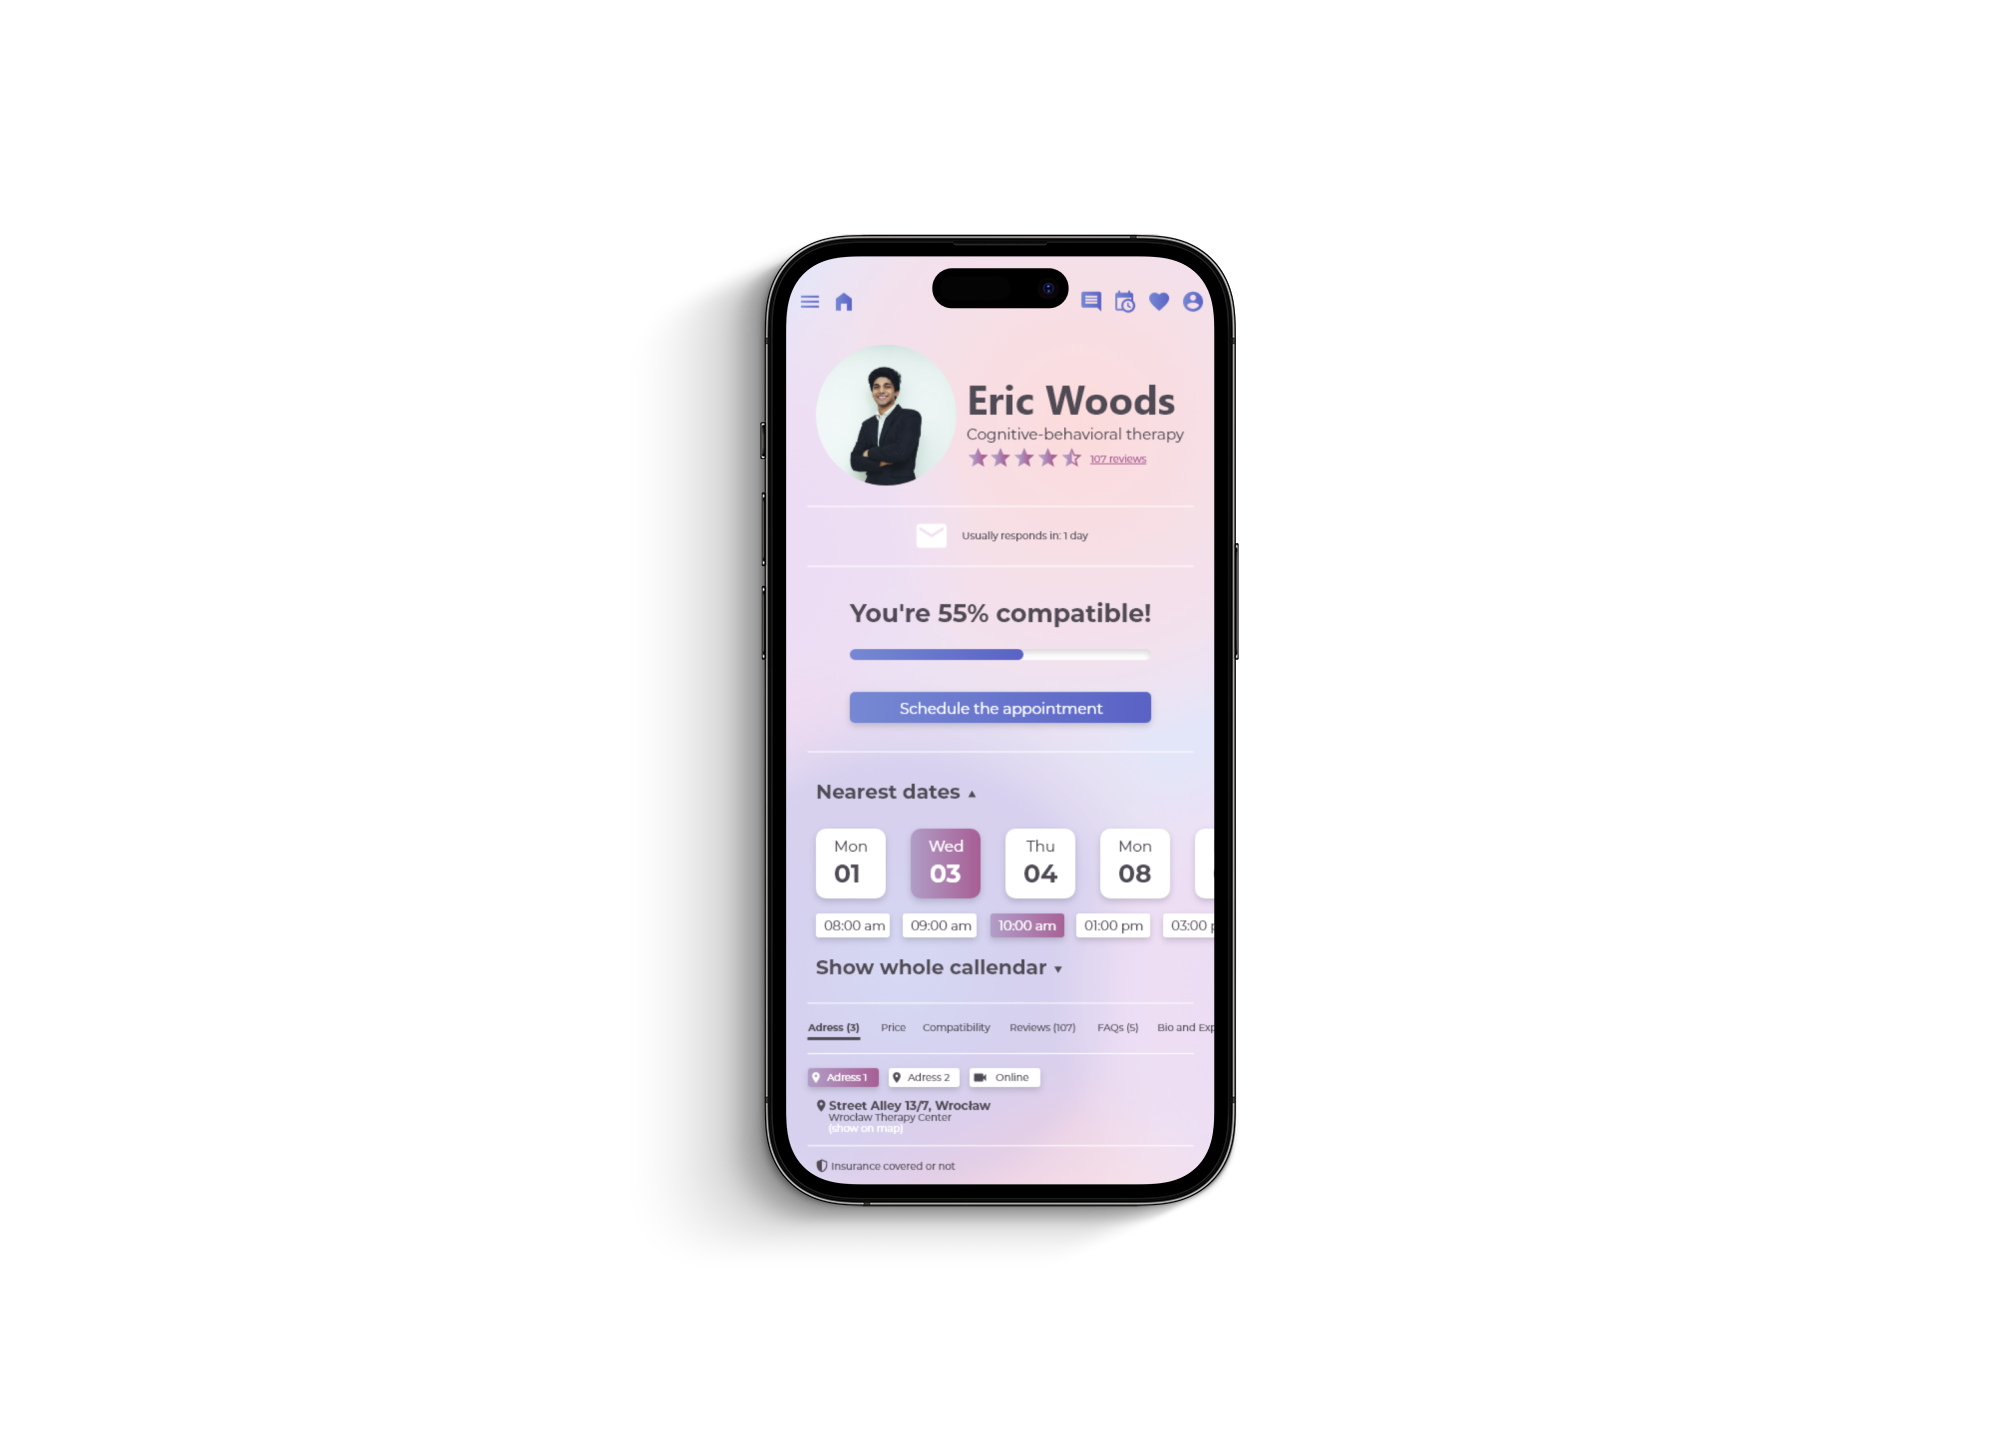 Eric Woods
Cognitive-behavioral therapy
107 reviews
Usually responds in: 1 day
You're 55% compatible!
Schedule the appointment
Nearest dates ▲
Mon Wed Thu Mon
01 03 04 08
08:00 am 09:00 am 10:00 am 01:00 pm 03:00 p
Show whole callendar ▼
Adress (3) Price Compatibility Reviews (107) FAQs (5) Bio and Exp
Adress 1 Adress 2 Online
Street Alley 13/7, Wrocław
Wrocław Therapy Center
(show on map)
Insurance covered or not